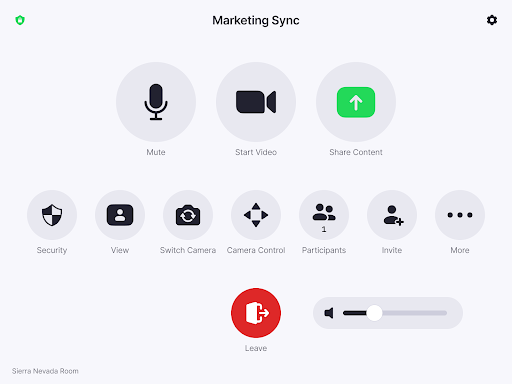 Marketing Sync
Mute
Start Video
Share Content
Security
View
Switch Camera
Camera Control
1
Participants
Invite
More
Leave
Sierra Nevada Room